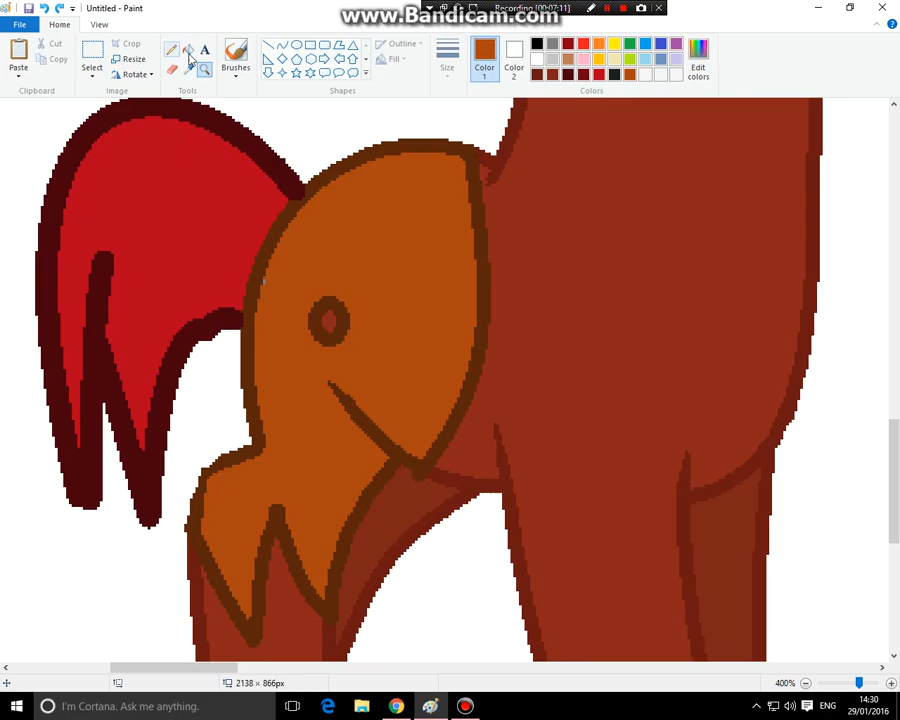 Untitled - Paint
www.Bandicam.com
Recording [00:07:11]
File
Home
View
Paste
Cut
Copy
Select
Crop
Resize
Rotate
A
Brushes
Outline
Fill
Size
Color 1
Color 2
Edit colors
Clipboard
Image
Tools
Shapes
Colors
2138 × 866px
400%
I'm Cortana. Ask me anything.
14:30
29/01/2016